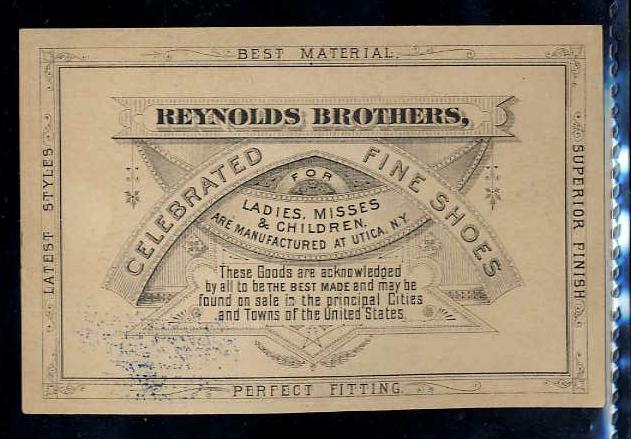 BEST MATERIAL.
REYNOLDS BROTHERS,
CELEBRATED FINE SHOES
FOR
LADIES, MISSES
& CHILDREN,
ARE MANUFACTURED AT UTICA, N.Y.
These Goods are acknowledged
by all to be THE BEST MADE and may be
found on sale in the principal Cities
and Towns of the United States.
LATEST STYLES
SUPERIOR FINISH
PERFECT FITTING.